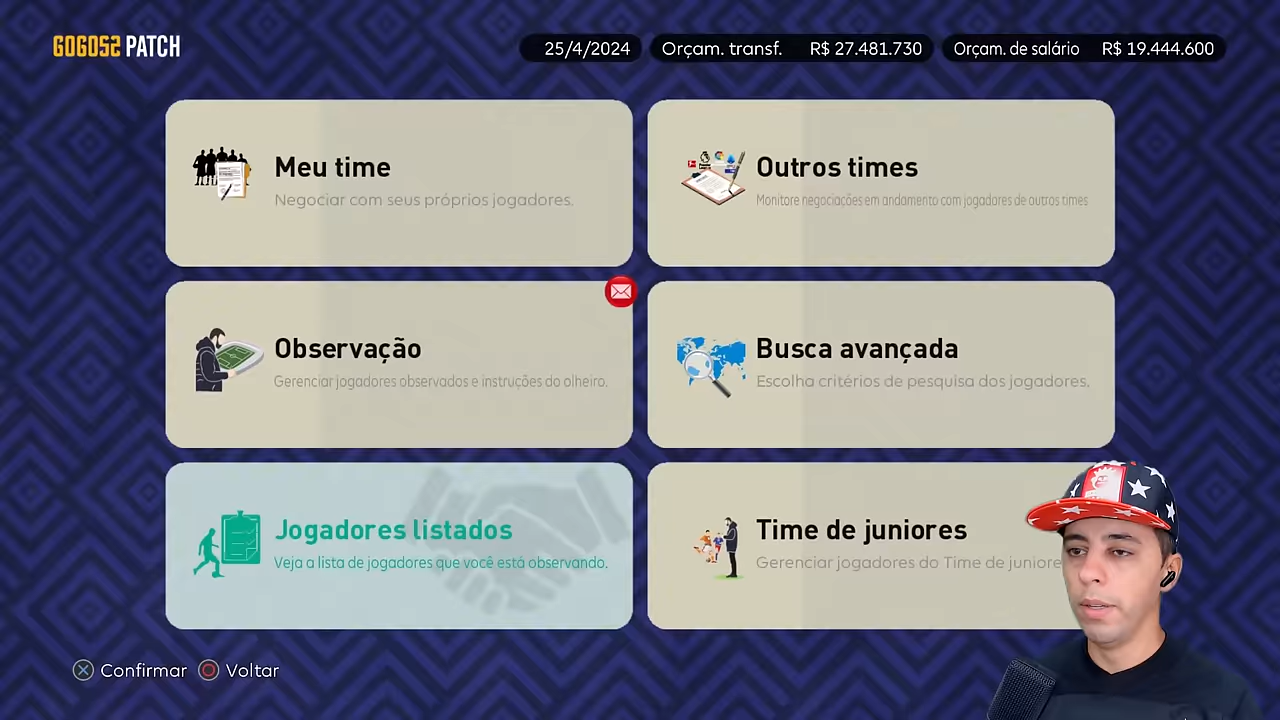 GOGOS2 PATCH
25/4/2024
Orçam. transf. R$ 27.481.730
Orçam. de salário R$ 19.444.600
Meu time
Negociar com seus próprios jogadores.
Outros times
Monitore negociações em andamento com jogadores de outros times
Observação
Gerenciar jogadores observados e instruções do olheiro.
Busca avançada
Escolha critérios de pesquisa dos jogadores.
Jogadores listados
Veja a lista de jogadores que você está observando.
Time de juniores
Gerenciar jogadores do Time de juniore
Confirmar Voltar